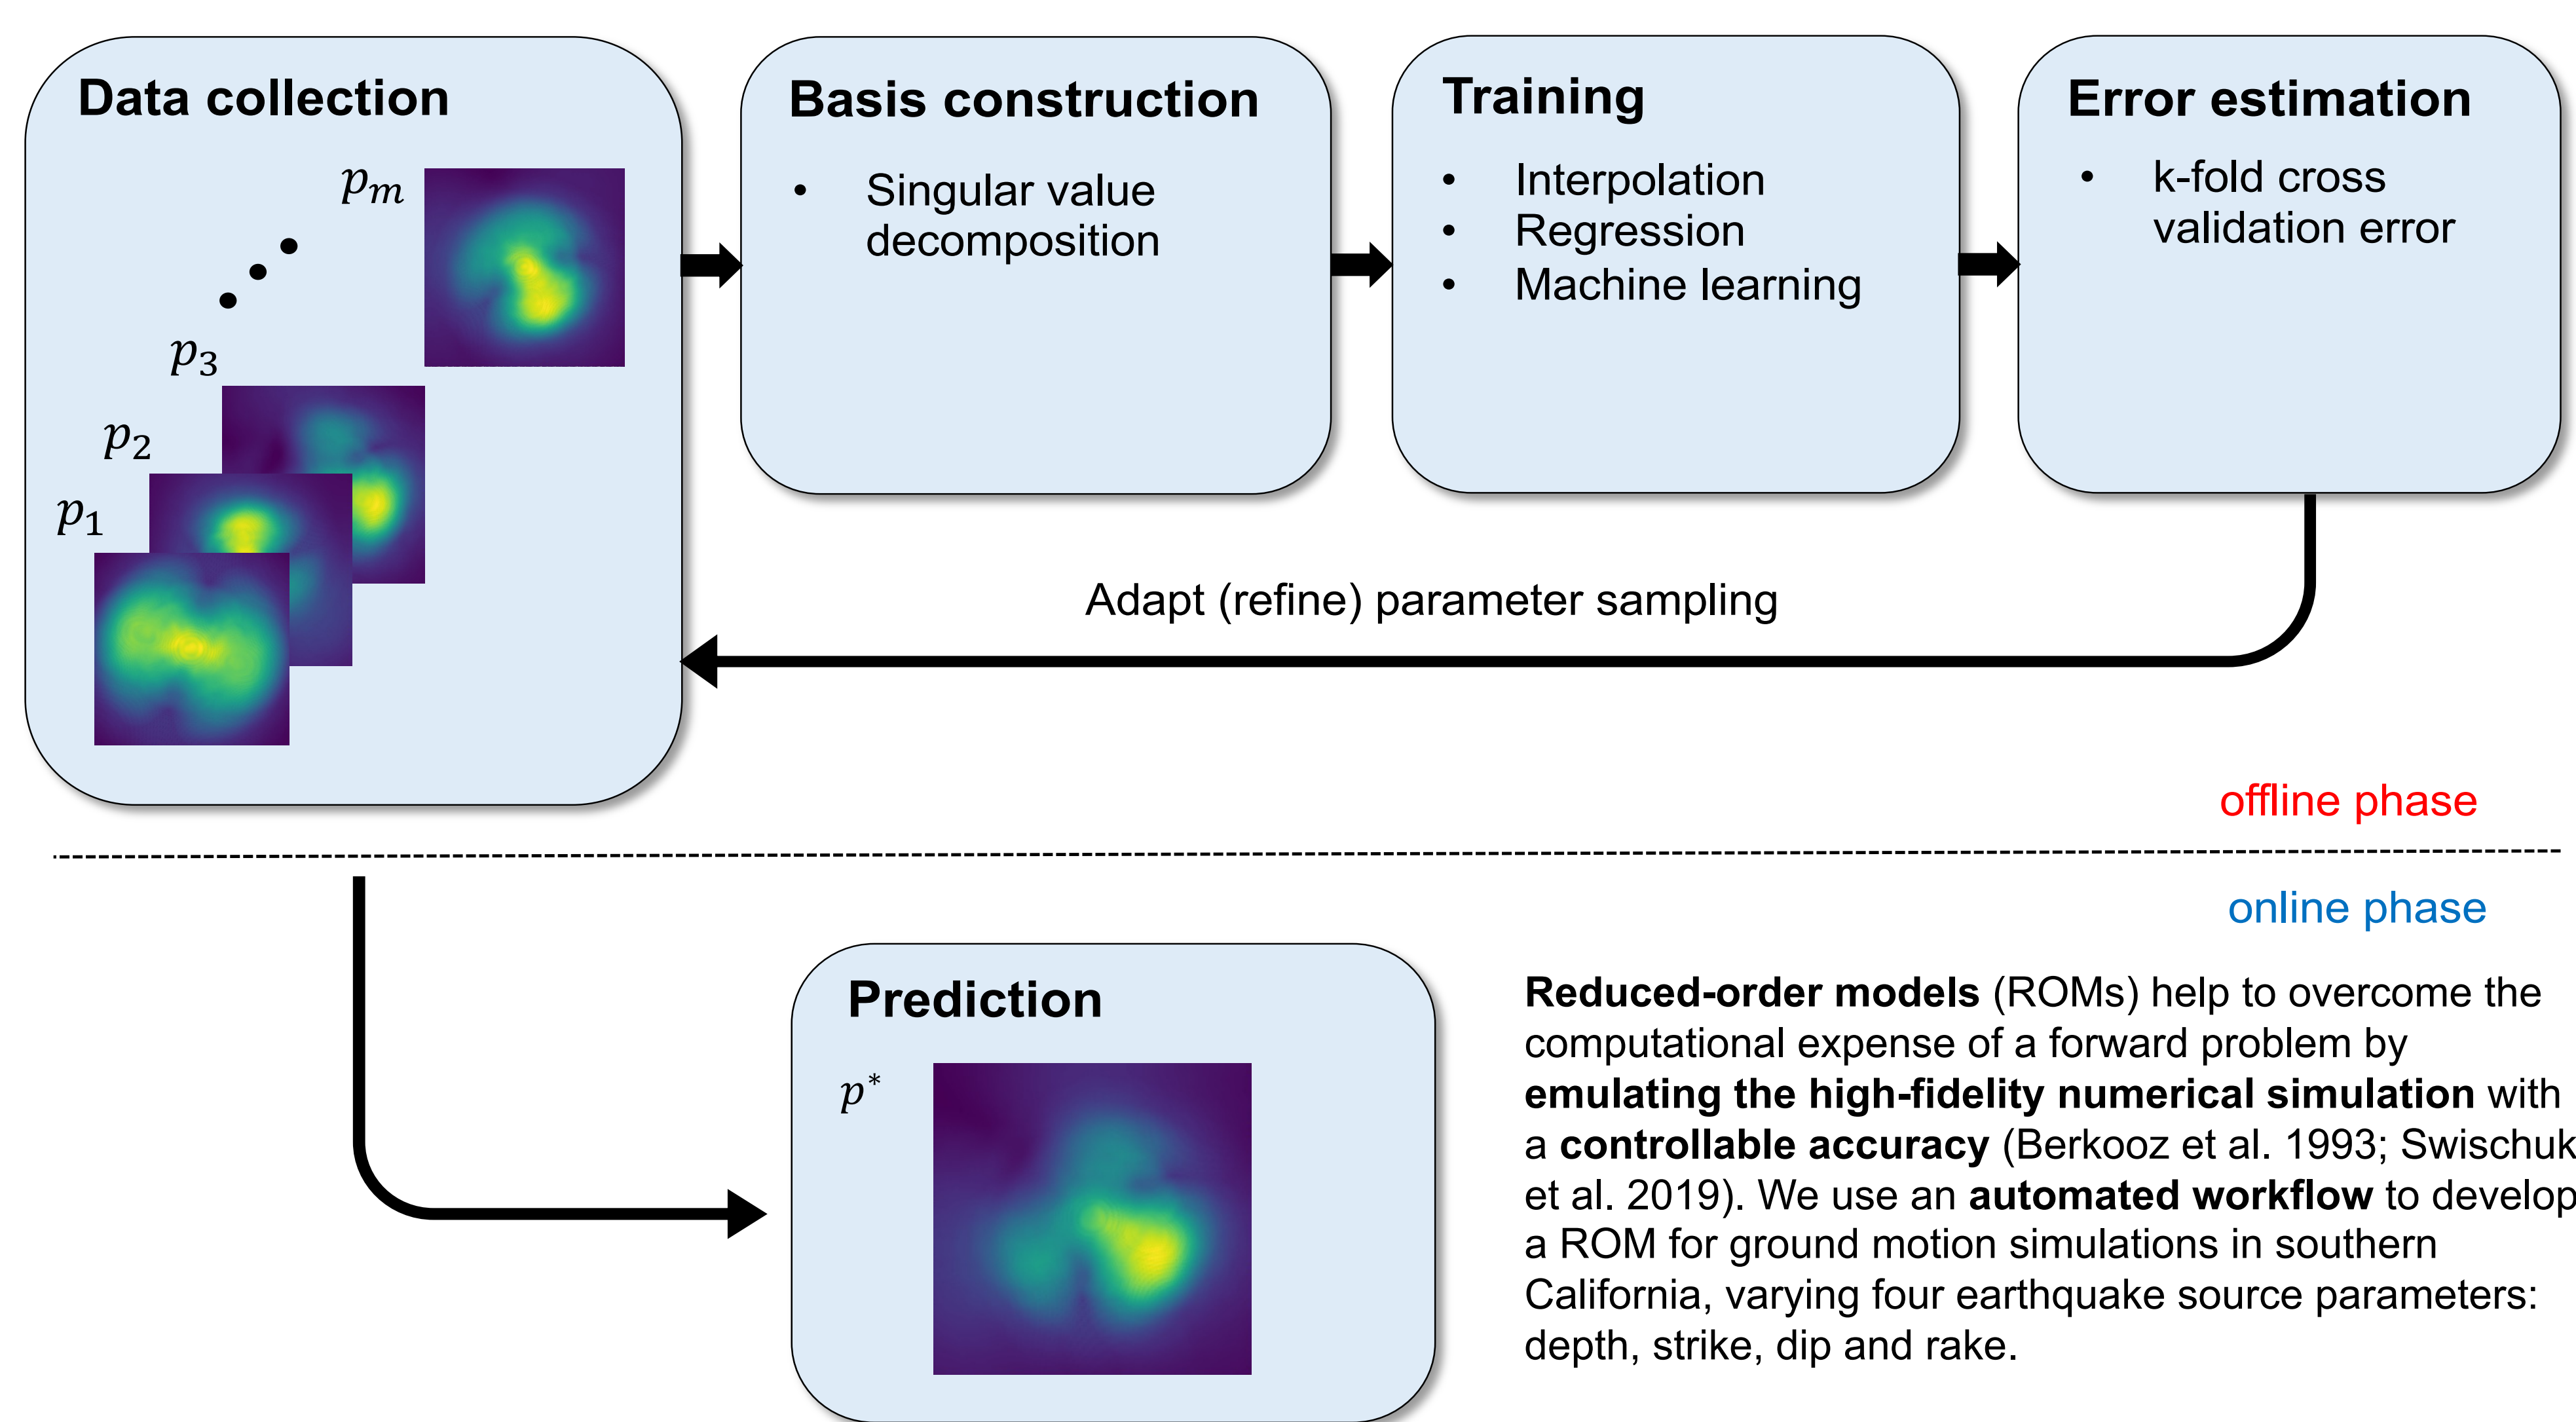 Data collection
p_m
p_3
p_2
p_1
Basis construction
• Singular value
decomposition
Training
• Interpolation
• Regression
• Machine learning
Error estimation
• k-fold cross
validation error
Adapt (refine) parameter sampling
offline phase
online phase
Prediction
p*
Reduced-order models (ROMs) help to overcome the
computational expense of a forward problem by
emulating the high-fidelity numerical simulation with
a controllable accuracy (Berkooz et al. 1993; Swischuk
et al. 2019). We use an automated workflow to develop
a ROM for ground motion simulations in southern
California, varying four earthquake source parameters:
depth, strike, dip and rake.